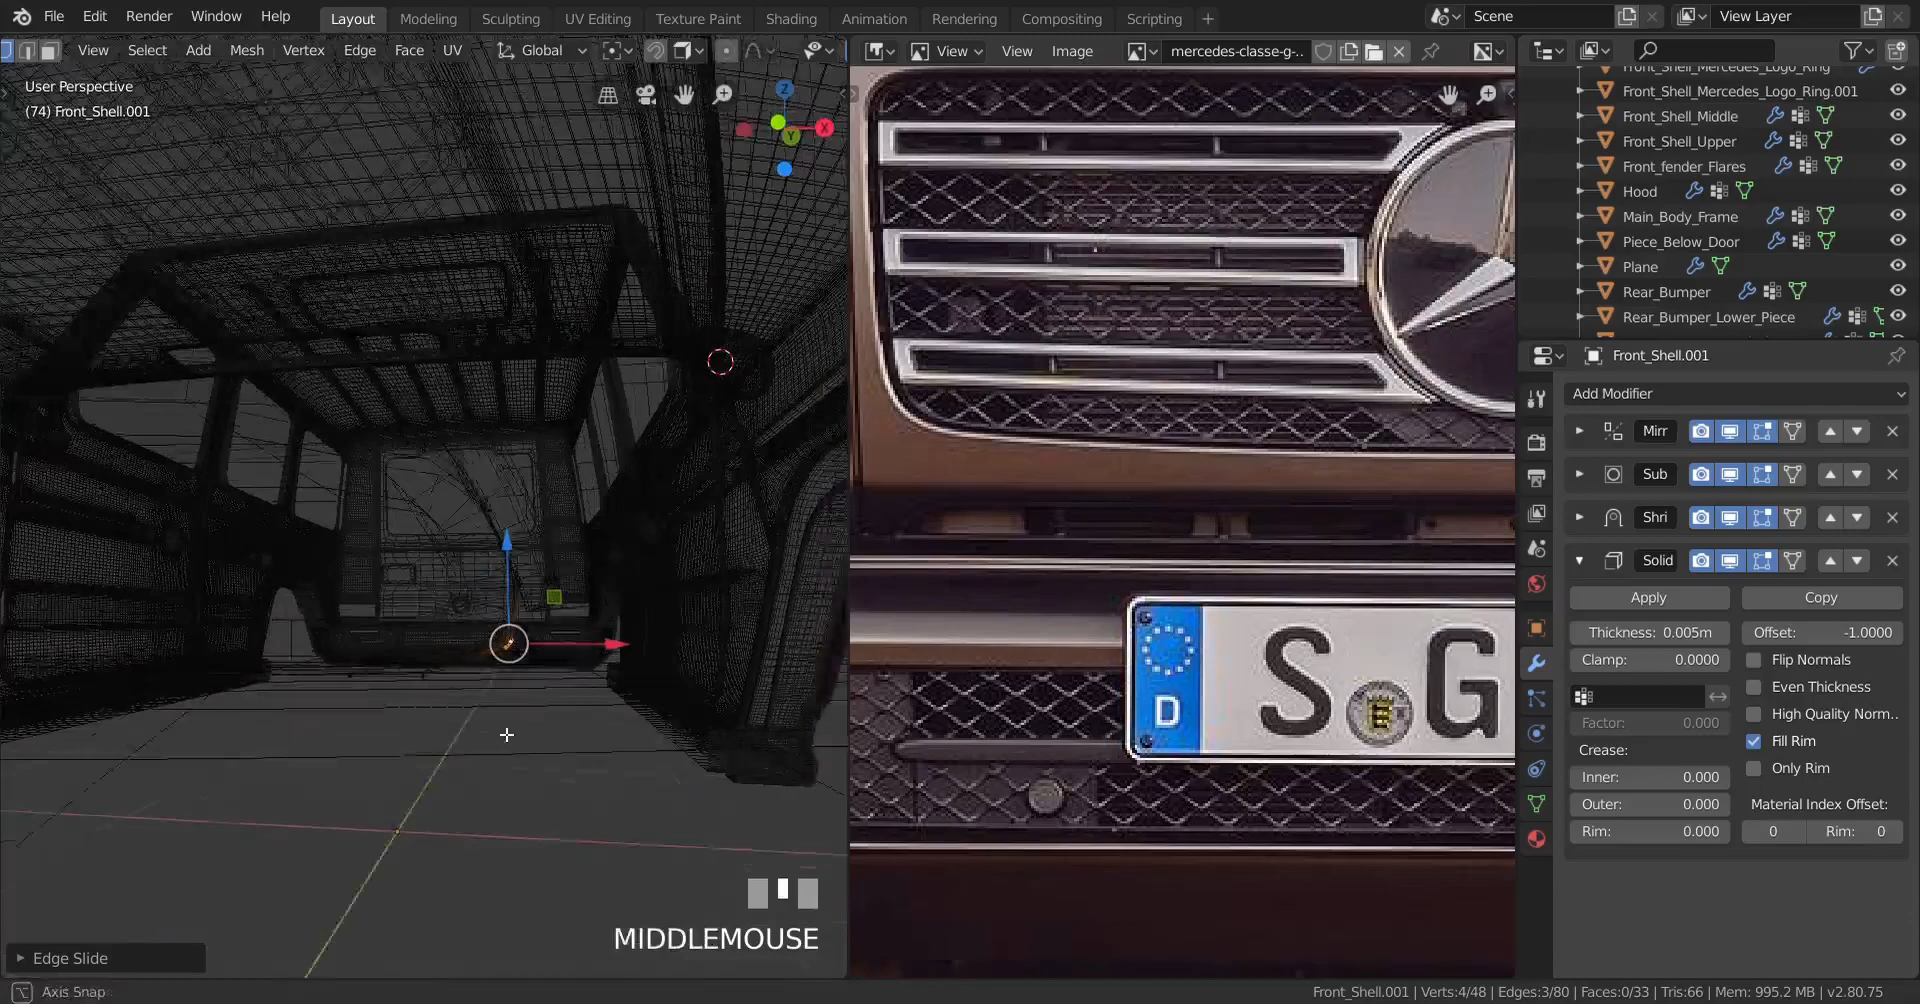 File Edit Render Window Help Layout Modeling Sculpting UV Editing Texture Paint Shading Animation Rendering Compositing Scripting + Scene View Layer
View Select Add Mesh Vertex Edge Face UV Global View View Image mercedes-classe-g-..
User Perspective
(74) Front_Shell.001
Z
X
Y
Front_Shell_Mercedes_Logo_Ring
Front_Shell_Mercedes_Logo_Ring.001
Front_Shell_Middle
Front_Shell_Upper
Front_fender_Flares
Hood
Main_Body_Frame
Piece_Below_Door
Plane
Rear_Bumper
Rear_Bumper_Lower_Piece
Front_Shell.001
Add Modifier
Mirr
Sub
Shri
Solid
Apply Copy
Thickness: 0.005m Offset: -1.0000
Clamp: 0.0000 Flip Normals
Even Thickness
High Quality Norm..
Factor: 0.000 Fill Rim
Crease: Only Rim
Inner: 0.000
Outer: 0.000 Material Index Offset:
Rim: 0.000 0 Rim: 0
D S G
MIDDLEMOUSE
Edge Slide
Axis Snap Front_Shell.001 | Verts:4/48 | Edges:3/80 | Faces:0/33 | Tris:66 | Mem: 995.2 MB | v2.80.75